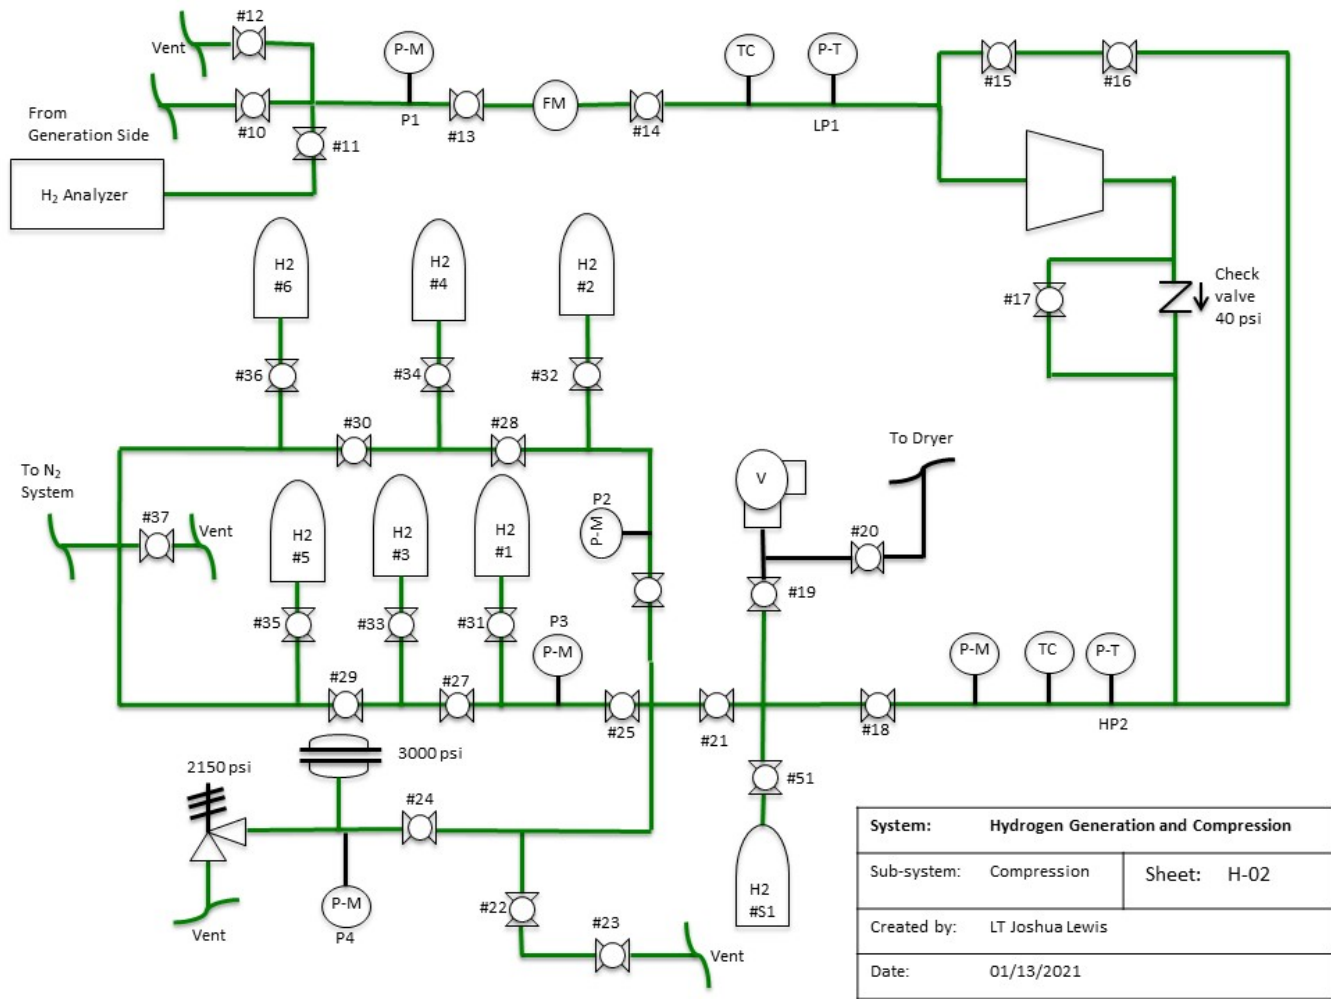 #12
Vent
P-M
P1
#13
FM
#14
TC
P-T
LP1
#15
#16
From
Generation Side
#10
#11
H₂ Analyzer
H2
#6
H2
#4
H2
#2
#17
Check
valve
40 psi
#36
#34
#32
#30
#28
To Dryer
To N₂
System
#37
Vent
H2
#5
H2
#3
H2
#1
P2
P-M
V
#20
#19
#35
#33
#31
P3
P-M
P-M
TC
P-T
#29
#27
#25
#21
#18
HP2
2150 psi
3000 psi
#24
#51
P-M
P4
Vent
#22
#23
Vent
H2
#S1
System: Hydrogen Generation and Compression
Sub-system: Compression Sheet: H-02
Created by: LT Joshua Lewis
Date: 01/13/2021